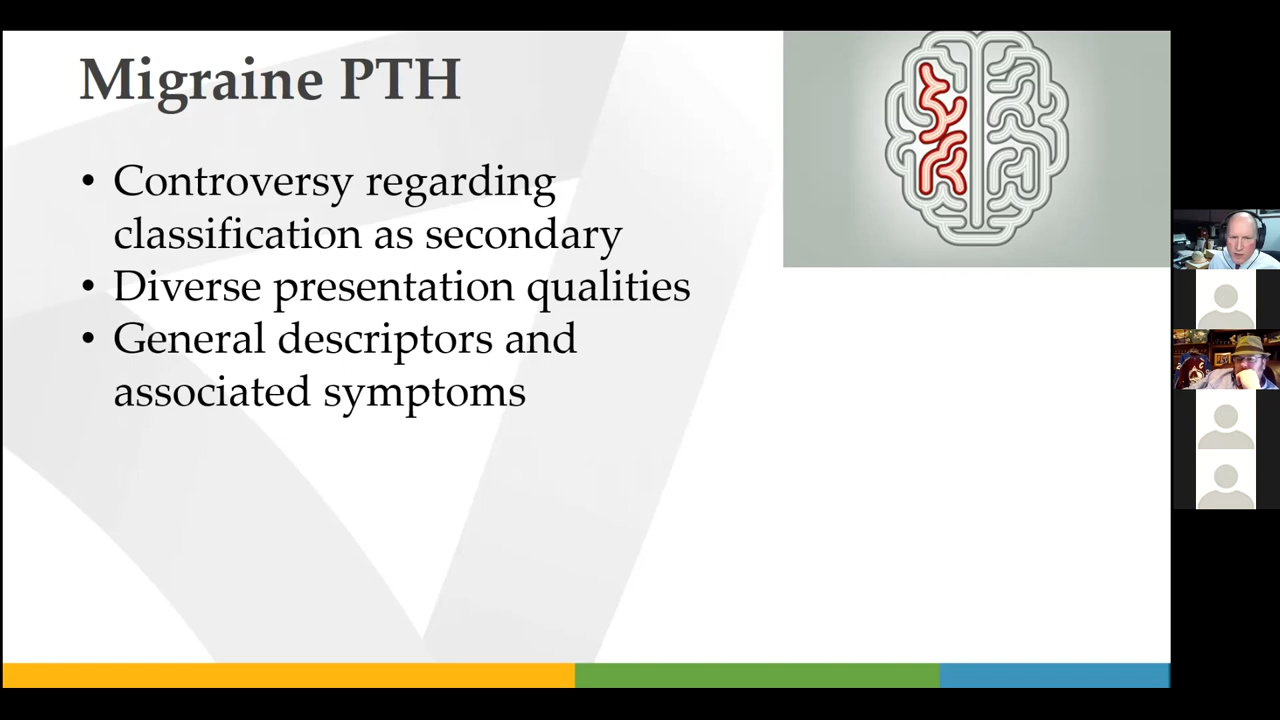 Migraine PTH
• Controversy regarding
classification as secondary
• Diverse presentation qualities
• General descriptors and
associated symptoms